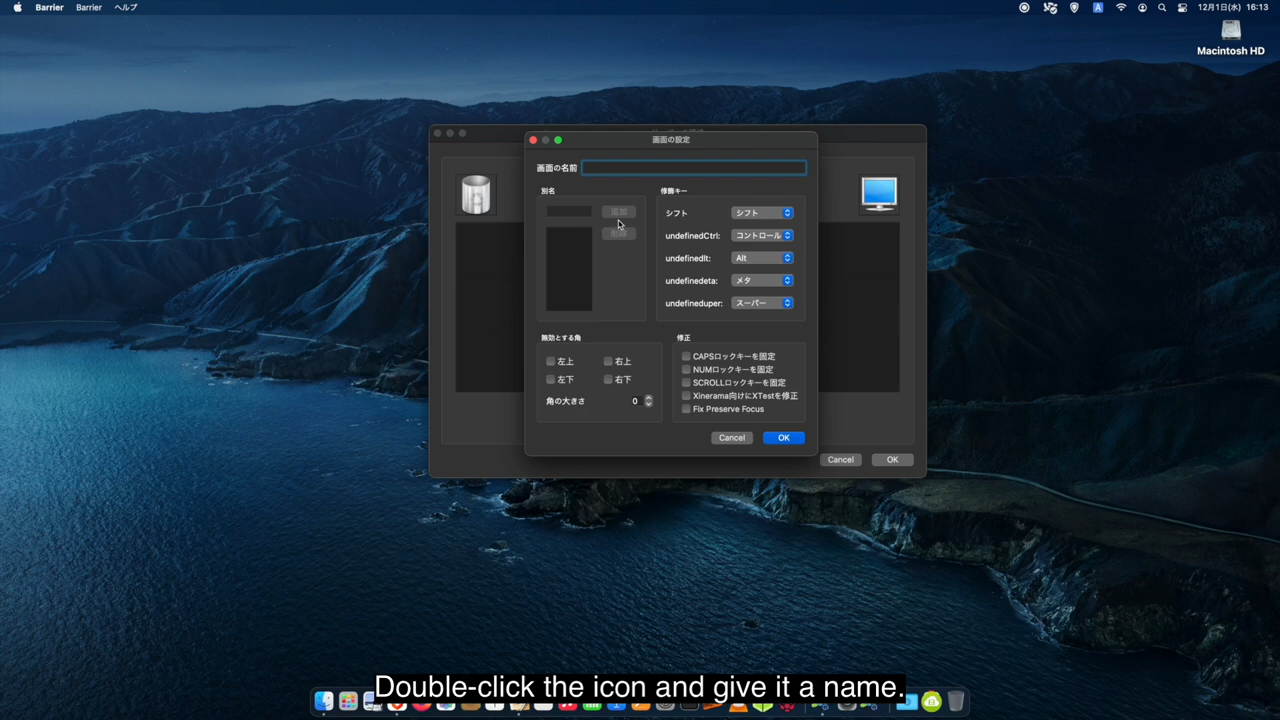 Barrier Barrier ヘルプ
A 12月1日(水) 16:13
Macintosh HD
画面の設定
画面の名前
別名
追加
削除
修飾キー
シフト シフト
undefinedCtrl: コントロール
undefinedlt: Alt
undefinedeta: メタ
undefineduper: スーパー
無効とする角
左上 右上
左下 右下
角の大きさ 0
修正
CAPSロックキーを固定
NUMロックキーを固定
SCROLLロックキーを固定
Xinerama向けにXTestを修正
Fix Preserve Focus
Cancel OK
Cancel OK
Double-click the icon and give it a name.